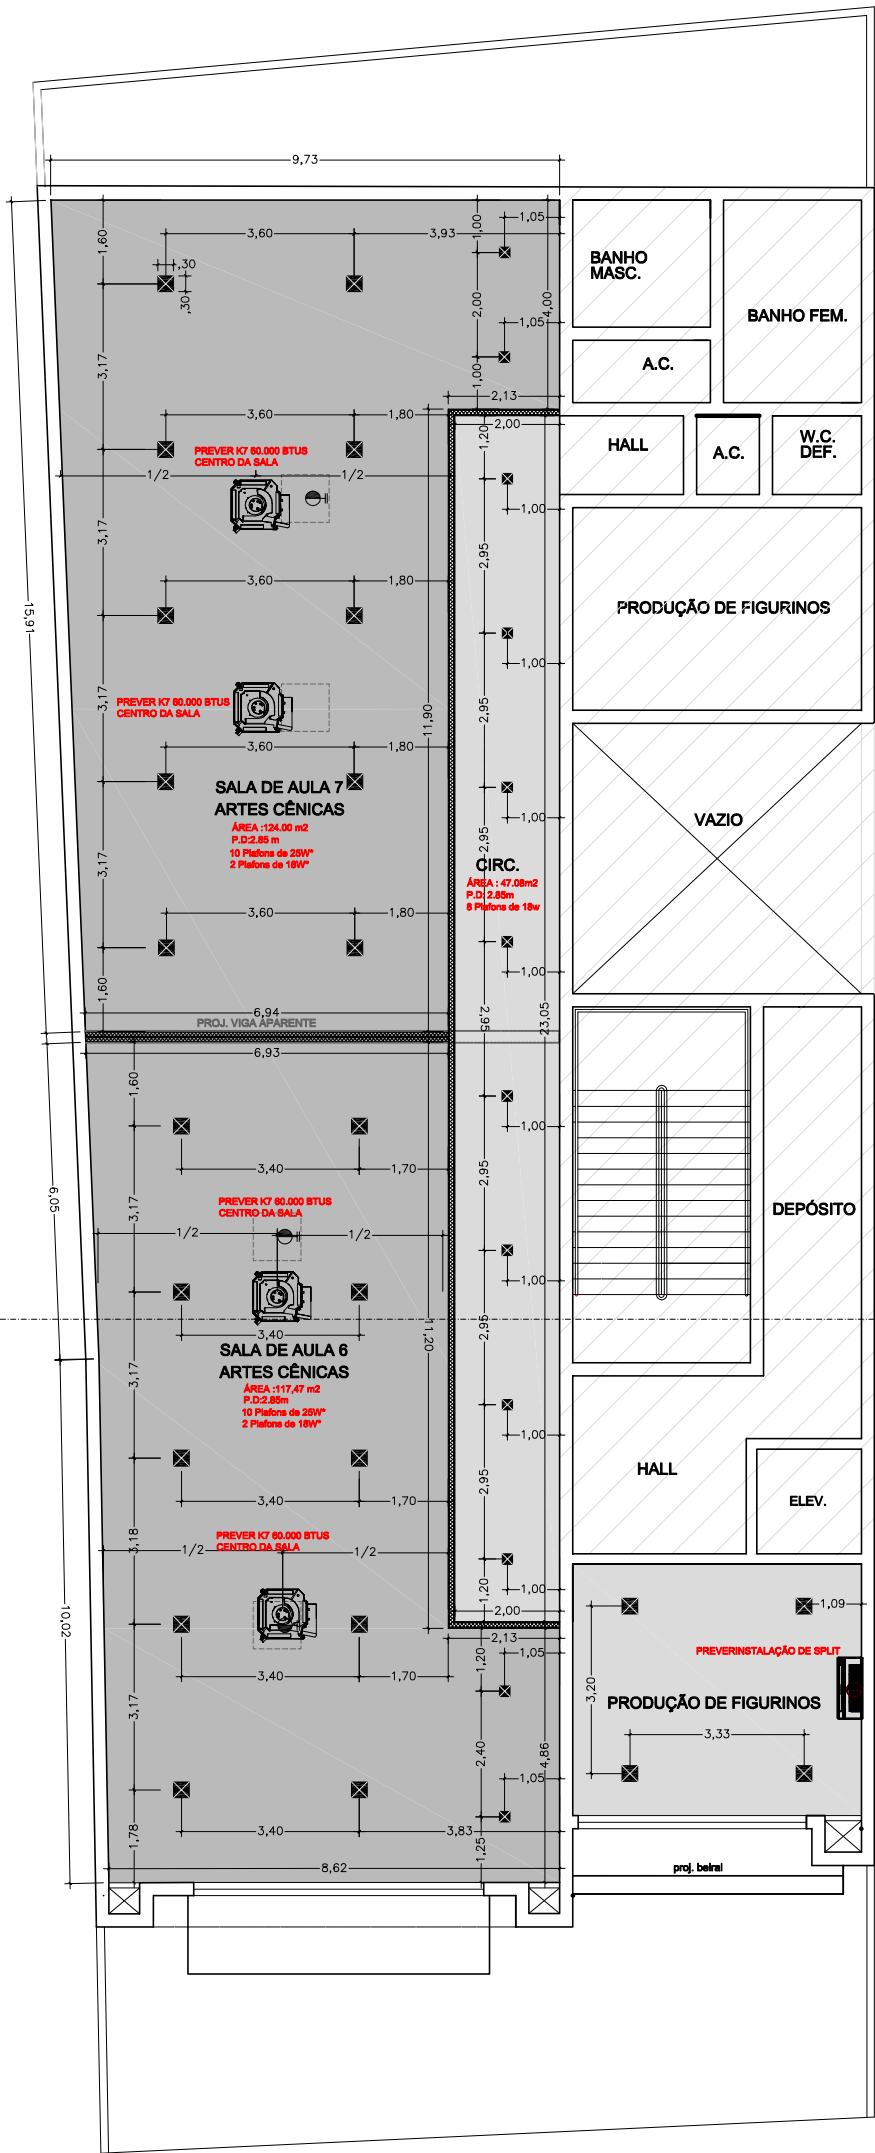 9,73
1,05
1,60
3,60
3,93
1,00
,30
,30
BANHO
MASC.
BANHO FEM.
2,00
4,00
1,05
3,17
A.C.
1,00
2,13
3,60
1,80
1,20
2,00
HALL
A.C.
W.C.
DEF.
PREVER K7 60.000 BTUS
CENTRO DA SALA
1/2
1/2
1,00
3,17
2,95
3,60
1,80
15,91
PRODUÇÃO DE FIGURINOS
1,00
3,17
PREVER K7 60.000 BTUS
CENTRO DA SALA
2,95
11,60
3,60
1,80
SALA DE AULA 7
ARTES CÊNICAS
ÁREA :124.00 m2
P.D:2.85 m
10 Plafons de 25W*
2 Plafons de 18W*
1,00
VAZIO
2,95
3,17
CIRC.
ÁREA : 47.08m2
P.D: 2.85m
8 Plafons de 18w
3,60
1,80
1,00
1,60
2,95
23,05
6,94
PROJ. VIGA APARENTE
6,93
1,60
1,00
3,40
1,70
2,95
6,05
PREVER K7 60.000 BTUS
CENTRO DA SALA
3,17
DEPÓSITO
1/2
1/2
1,00
3,40
11,20
2,95
SALA DE AULA 6
ARTES CÊNICAS
ÁREA :117,47 m2
P.D:2.85m
10 Plafons de 25W*
2 Plafons de 18W*
3,17
1,00
HALL
ELEV.
2,95
3,40
1,70
3,18
PREVER K7 60.000 BTUS
CENTRO DA SALA
1/2
1/2
1,20
1,00
10,02
2,00
1,09
2,13
1,20
1,05
PREVERINSTALAÇÃO DE SPLIT
3,20
3,40
1,70
PRODUÇÃO DE FIGURINOS
3,17
3,33
2,40
4,86
1,05
1,78
3,40
3,83
1,25
8,62
proj. beiral